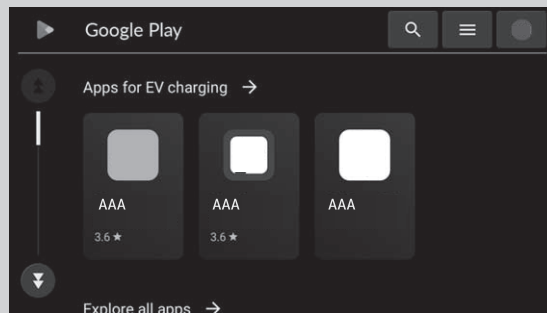 Google Play
Apps for EV charging
AAA AAA AAA
3.6★ 3.6★
Explore all apps